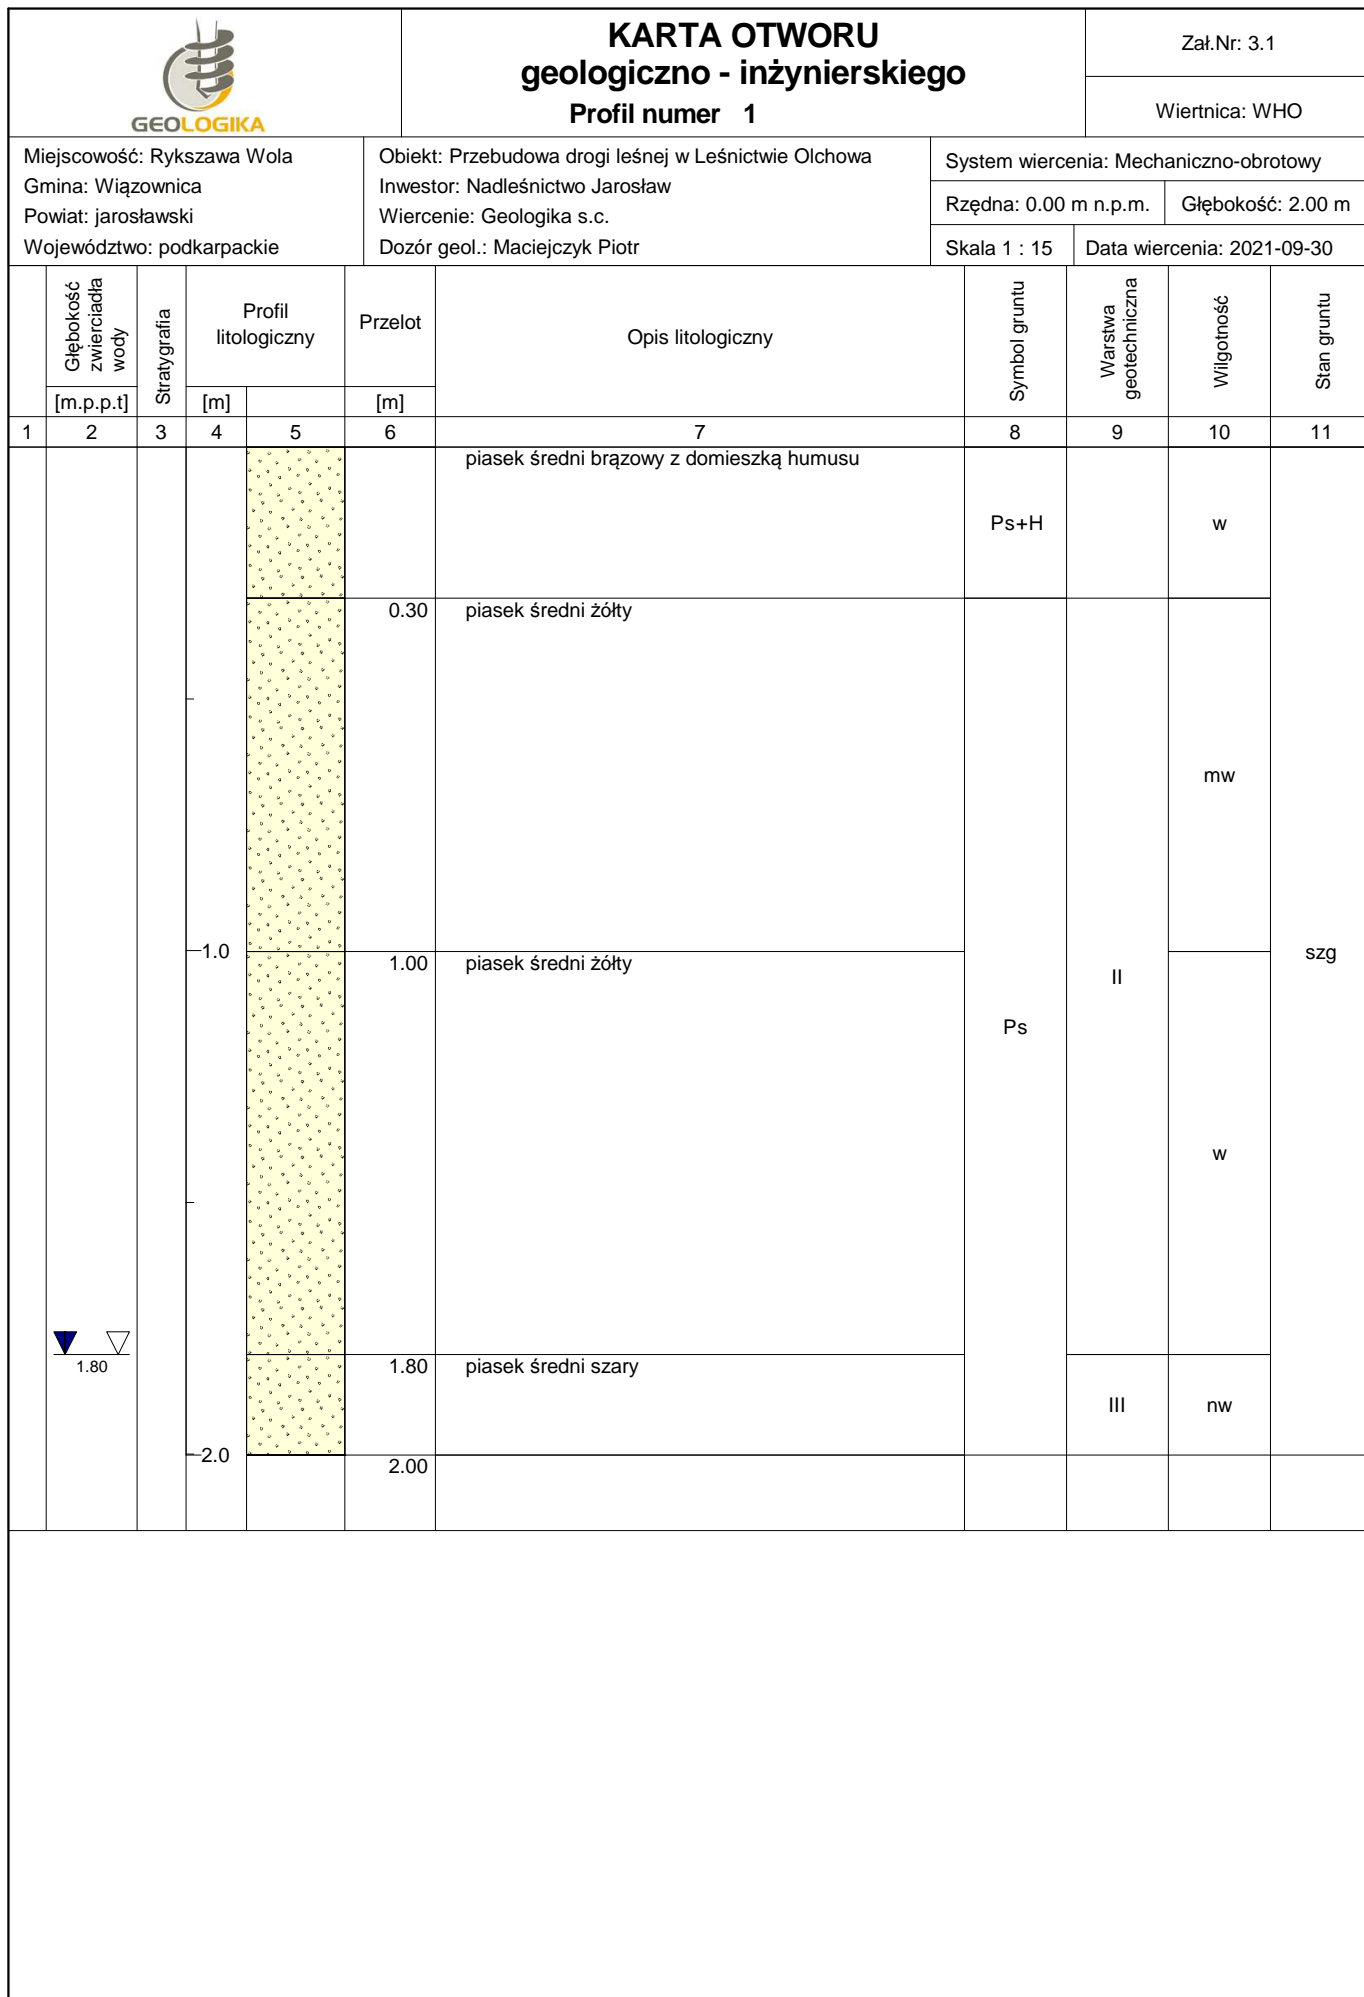 GEOLOGIKA
KARTA OTWORU
geologiczno - inżynierskiego
Profil numer 1
Zał.Nr: 3.1
Wiertnica: WHO
Miejscowość: Rykszawa Wola
Gmina: Wiązownica
Powiat: jarosławski
Województwo: podkarpackie
Obiekt: Przebudowa drogi leśnej w Leśnictwie Olchowa
Inwestor: Nadleśnictwo Jarosław
Wiercenie: Geologika s.c.
Dozór geol.: Maciejczyk Piotr
System wiercenia: Mechaniczno-obrotowy
Rzędna: 0.00 m n.p.m.
Głębokość: 2.00 m
Skala 1 : 15
Data wiercenia: 2021-09-30
Głębokość
zwierciadła
wody
[m.p.p.t]
Stratygrafia
Profil
litologiczny
[m]
Przelot
[m]
Opis litologiczny
Symbol gruntu
Warstwa
geotechniczna
Wilgotność
Stan gruntu
1 2 3 4 5 6 7 8 9 10 11
piasek średni brązowy z domieszką humusu
Ps+H
w
0.30 piasek średni żółty
mw
1.0
1.00 piasek średni żółty
II
szg
Ps
w
1.80
1.80 piasek średni szary
III
nw
2.0
2.00